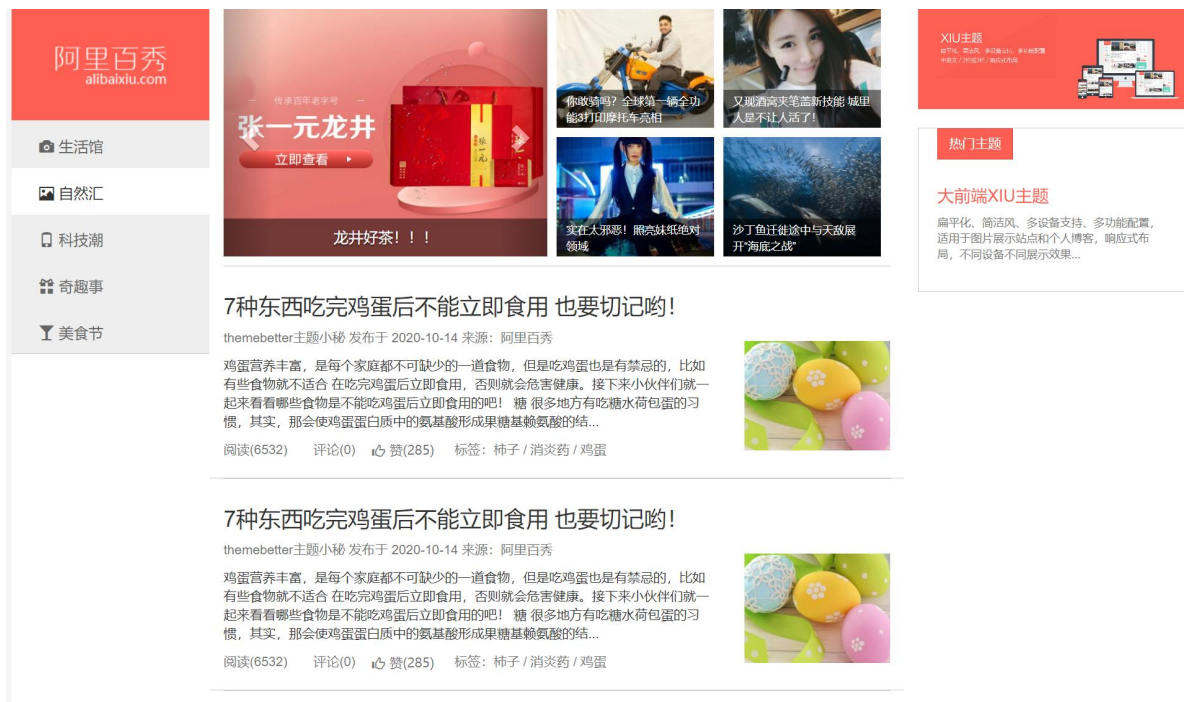 阿里百秀
alibaixiu.com
生活馆
自然汇
科技潮
奇趣事
美食节
传承百年老字号
张一元龙井
立即查看
张一元
龙井好茶！！！
你敢骑吗？全球第一辆全功
能3打印摩托车亮相
又现酒窝夹笔盖新技能 城里
人是不让人活了！
实在太邪恶！照亮妹纸绝对
领域
沙丁鱼迁徙途中与天敌展
开“海底之战”
7种东西吃完鸡蛋后不能立即食用 也要切记哟！
themebetter主题小秘 发布于 2020-10-14 来源：阿里百秀
鸡蛋营养丰富，是每个家庭都不可缺少的一道食物，但是吃鸡蛋也是有禁忌的，比如
有些食物就不适合 在吃完鸡蛋后立即食用，否则就会危害健康。接下来小伙伴们就一
起来看看哪些食物是不能吃鸡蛋后立即食用的吧！ 糖 很多地方有吃糖水荷包蛋的习
惯，其实，那会使鸡蛋蛋白质中的氨基酸形成果糖基赖氨酸的结...
阅读(6532) 评论(0) 赞(285) 标签：柿子 / 消炎药 / 鸡蛋
7种东西吃完鸡蛋后不能立即食用 也要切记哟！
themebetter主题小秘 发布于 2020-10-14 来源：阿里百秀
鸡蛋营养丰富，是每个家庭都不可缺少的一道食物，但是吃鸡蛋也是有禁忌的，比如
有些食物就不适合 在吃完鸡蛋后立即食用，否则就会危害健康。接下来小伙伴们就一
起来看看哪些食物是不能吃鸡蛋后立即食用的吧！ 糖 很多地方有吃糖水荷包蛋的习
惯，其实，那会使鸡蛋蛋白质中的氨基酸形成果糖基赖氨酸的结...
阅读(6532) 评论(0) 赞(285) 标签：柿子 / 消炎药 / 鸡蛋
XIU主题
扁平化、简洁风、多设备支持、多功能配置
热门主题
大前端XIU主题
扁平化、简洁风、多设备支持、多功能配置，
适用于图片展示站点和个人博客，响应式布
局，不同设备不同展示效果...